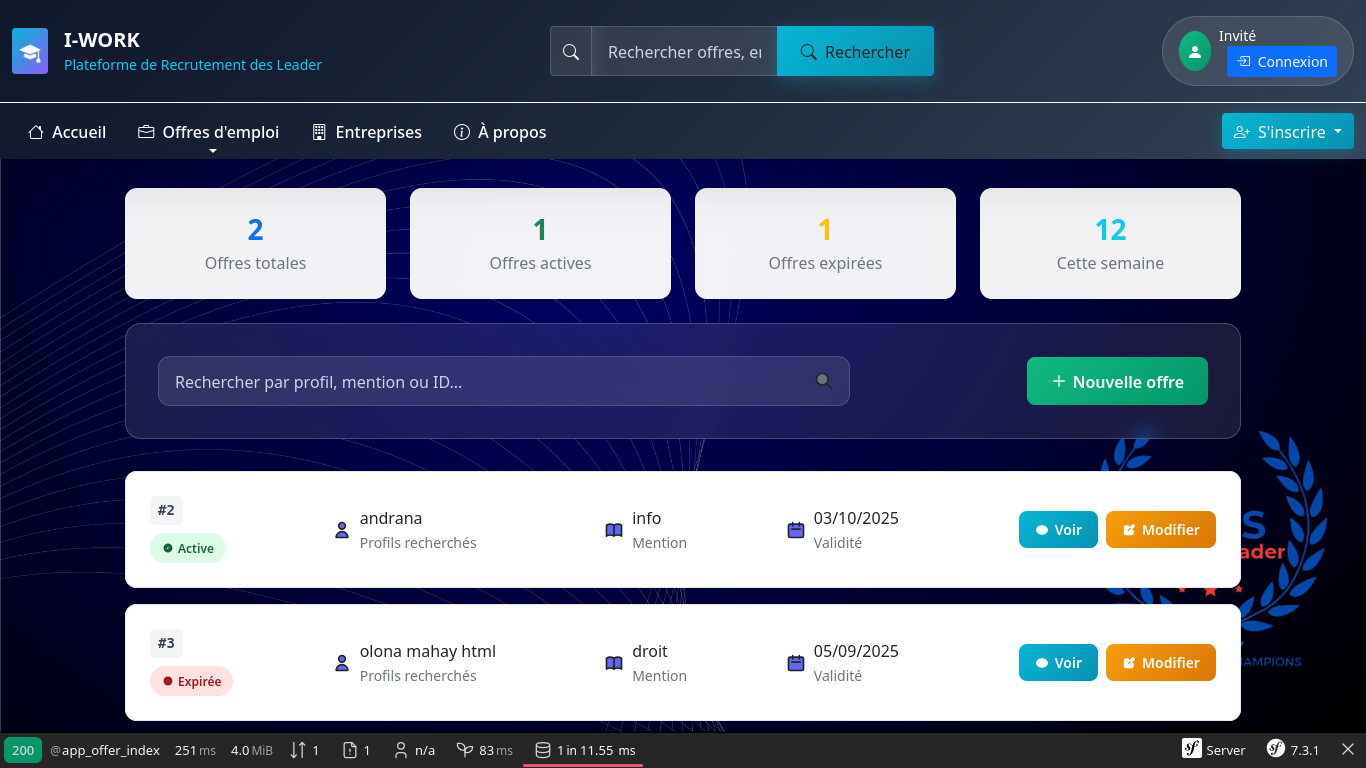 I-WORK
Plateforme de Recrutement des Leader
Rechercher offres, e
Rechercher
Invité
Connexion
Accueil
Offres d'emploi
Entreprises
À propos
S'inscrire
2
Offres totales
1
Offres actives
1
Offres expirées
12
Cette semaine
Rechercher par profil, mention ou ID...
+ Nouvelle offre
#2
Active
andrana
Profils recherchés
info
Mention
03/10/2025
Validité
Voir
Modifier
S
ader
#3
Expirée
olona mahay html
Profils recherchés
droit
Mention
05/09/2025
Validité
Voir
Modifier
CHAMPIONS
200 @app_offer_index 251 ms 4.0 MiB 1 1 n/a 83 ms 1 in 11.55 ms Server 7.3.1